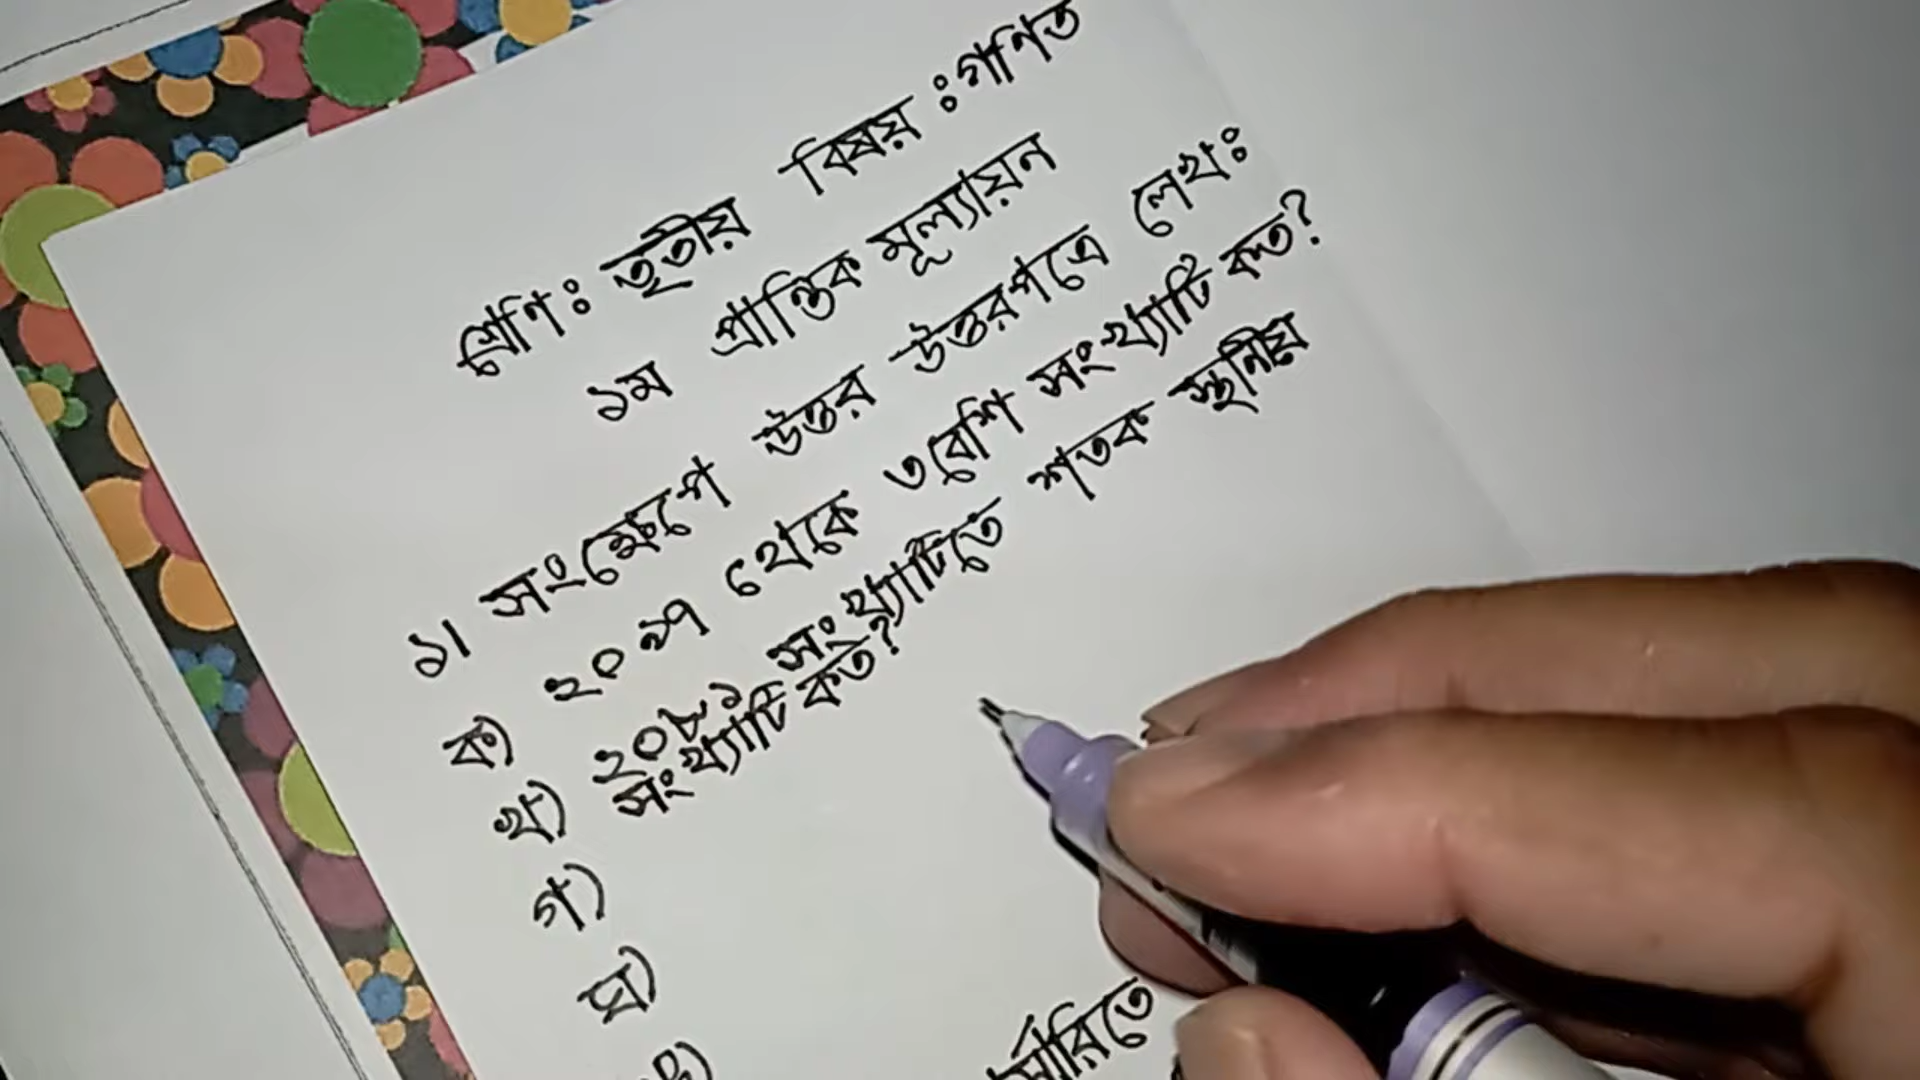 শ্রেণি: তৃতীয় বিষয়ঃ গণিত
১ম প্রান্তিক মূল্যায়ন
১। সংক্ষেপে উত্তর উত্তরপত্রে লেখঃ
ক) ২০৯৭ থেকে ৩ বেশি সংখ্যাটি কত?
খ) ২০৮১ সংখ্যাটিতে শতক স্থানীয়
সংখ্যাটি কত?
গ)
ঘ)